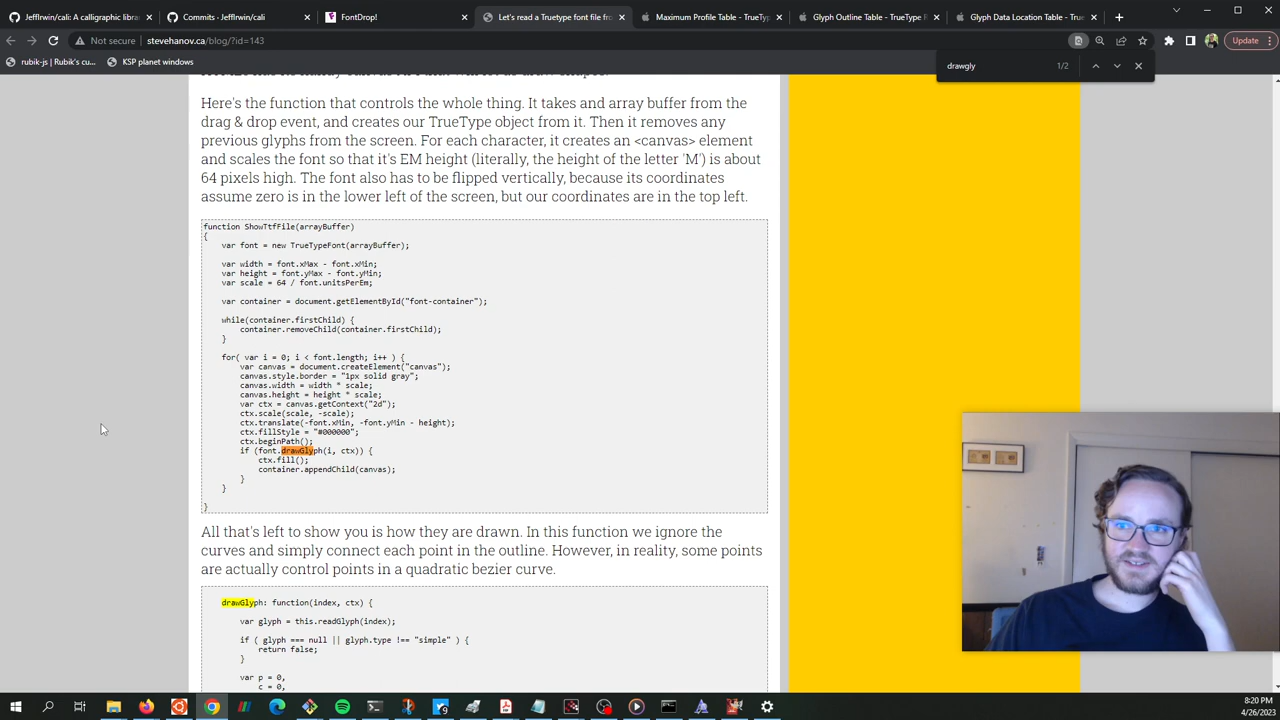 Jefflrwin/cali: A calligraphic libra
Commits · Jefflrwin/cali
FontDrop!
Let's read a Truetype font file fro
Maximum Profile Table - TrueTyp
Glyph Outline Table - TrueType R
Glyph Data Location Table - True
Not secure
stevehanov.ca/blog/?id=143
Update
rubik-js | Rubik's cu...
KSP planet windows
drawgly
1/2
Here's the function that controls the whole thing. It takes and array buffer from the
drag & drop event, and creates our TrueType object from it. Then it removes any
previous glyphs from the screen. For each character, it creates an <canvas> element
and scales the font so that it's EM height (literally, the height of the letter 'M') is about
64 pixels high. The font also has to be flipped vertically, because its coordinates
assume zero is in the lower left of the screen, but our coordinates are in the top left.
function ShowTtfFile(arrayBuffer)
{
var font = new TrueTypeFont(arrayBuffer);
var width = font.xMax - font.xMin;
var height = font.yMax - font.yMin;
var scale = 64 / font.unitsPerEm;
var container = document.getElementById("font-container");
while(container.firstChild) {
container.removeChild(container.firstChild);
}
for( var i = 0; i < font.length; i++ ) {
var canvas = document.createElement("canvas");
canvas.style.border = "1px solid gray";
canvas.width = width * scale;
canvas.height = height * scale;
var ctx = canvas.getContext("2d");
ctx.scale(scale, -scale);
ctx.translate(-font.xMin, -font.yMin - height);
ctx.fillStyle = "#000000";
ctx.beginPath();
if (font.drawGlyph(i, ctx)) {
ctx.fill();
container.appendChild(canvas);
}
}
}
All that's left to show you is how they are drawn. In this function we ignore the
curves and simply connect each point in the outline. However, in reality, some points
are actually control points in a quadratic bezier curve.
drawGlyph: function(index, ctx) {
var glyph = this.readGlyph(index);
if ( glyph === null || glyph.type !== "simple" ) {
return false;
}
var p = 0,
c = 0,
8:20 PM
4/26/2023